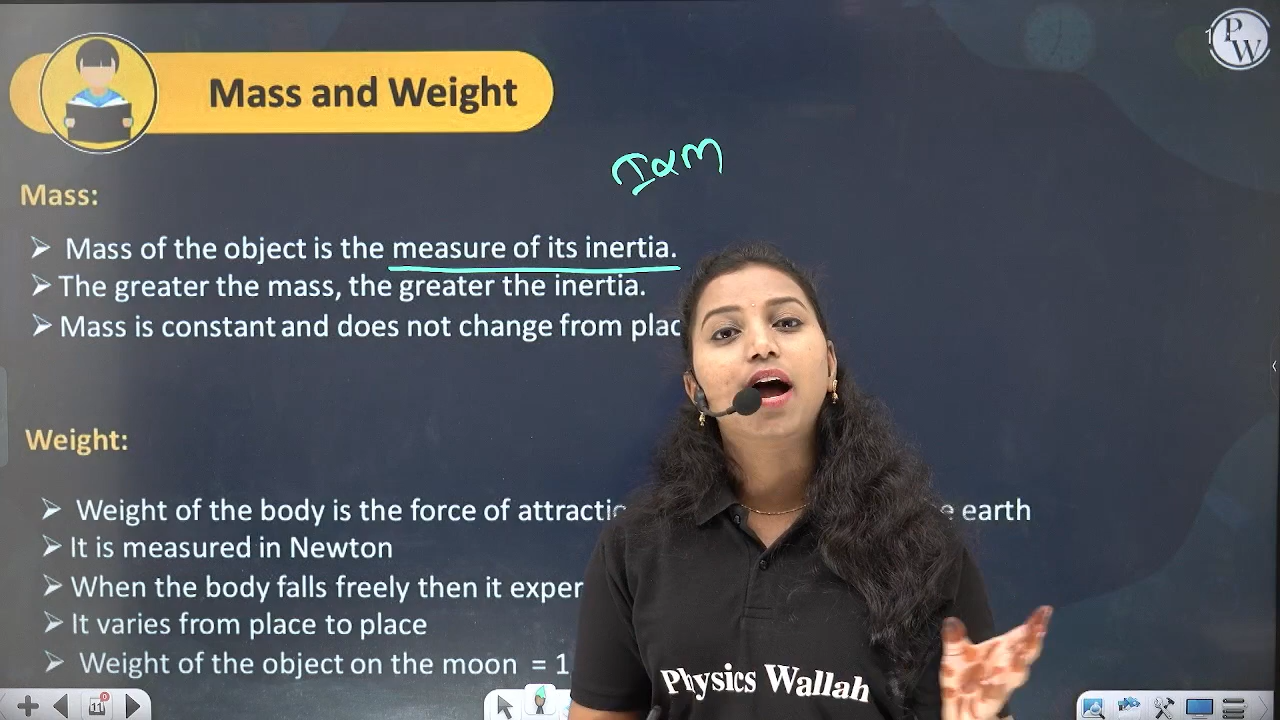 PW
Mass and Weight
I α m
Mass:
➤ Mass of the object is the measure of its inertia.
➤ The greater the mass, the greater the inertia.
➤ Mass is constant and does not change from
Weight:
➤ Weight of the body is the force of earth
➤ It is measured in Newton
➤ When the body falls freely then it
➤ It varies from place to place
➤ Weight of the object on the moon = 1
Physics Wallah
11